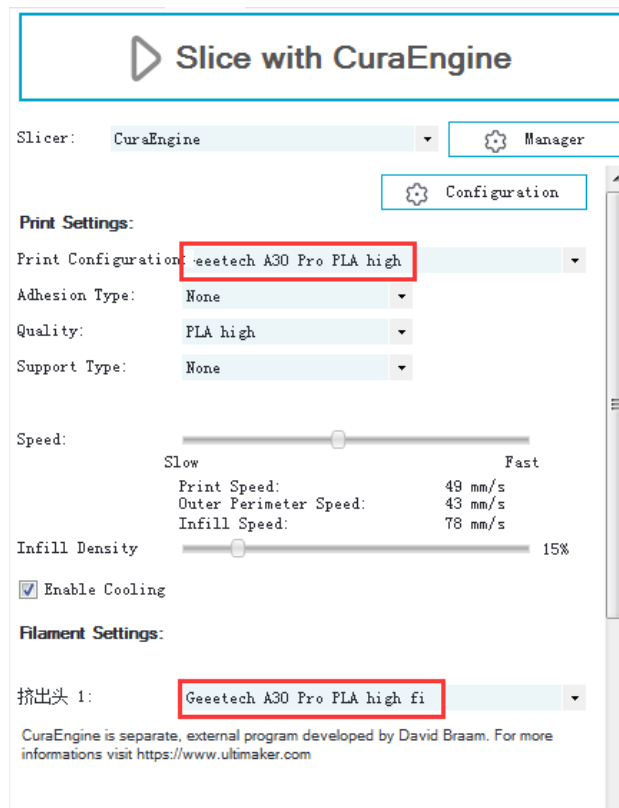 Slice with CuraEngine
Slicer: CuraEngine Manager
Configuration
Print Settings:
Print Configuration: eeetech A30 Pro PLA high
Adhesion Type: None
Quality: PLA high
Support Type: None
Speed:
Slow Fast
Print Speed: 49 mm/s
Outer Perimeter Speed: 43 mm/s
Infill Speed: 78 mm/s
Infill Density 15%
Enable Cooling
Filament Settings:
挤出头 1: Geeetech A30 Pro PLA high fi
CuraEngine is separate, external program developed by David Braam. For more
informations visit https://www.ultimaker.com